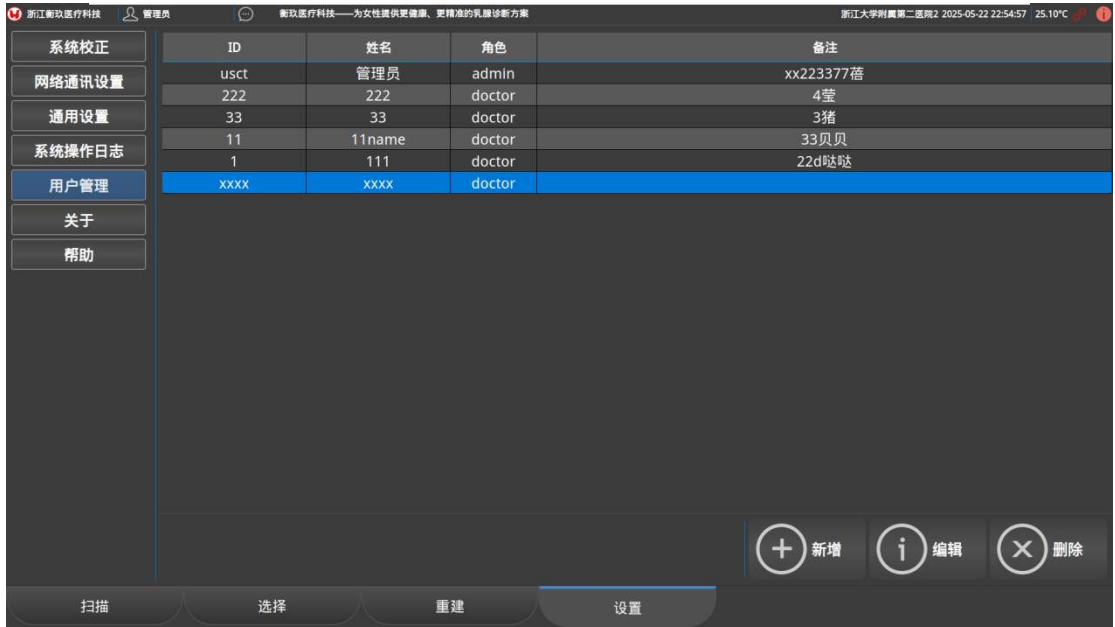 浙江衡玖医疗科技 管理员 衡玖医疗科技——为女性提供更健康、更精准的乳腺诊断方案 浙江大学附属第二医院2 2025-05-22 22:54:57 25.10℃
系统校正
网络通讯设置
通用设置
系统操作日志
用户管理
关于
帮助
ID 姓名 角色 备注
usct 管理员 admin xx223377蓓
222 222 doctor 4莹
33 33 doctor 3猪
11 11name doctor 33贝贝
1 111 doctor 22d哒哒
xxxx xxxx doctor
新增 编辑 删除
扫描 选择 重建 设置